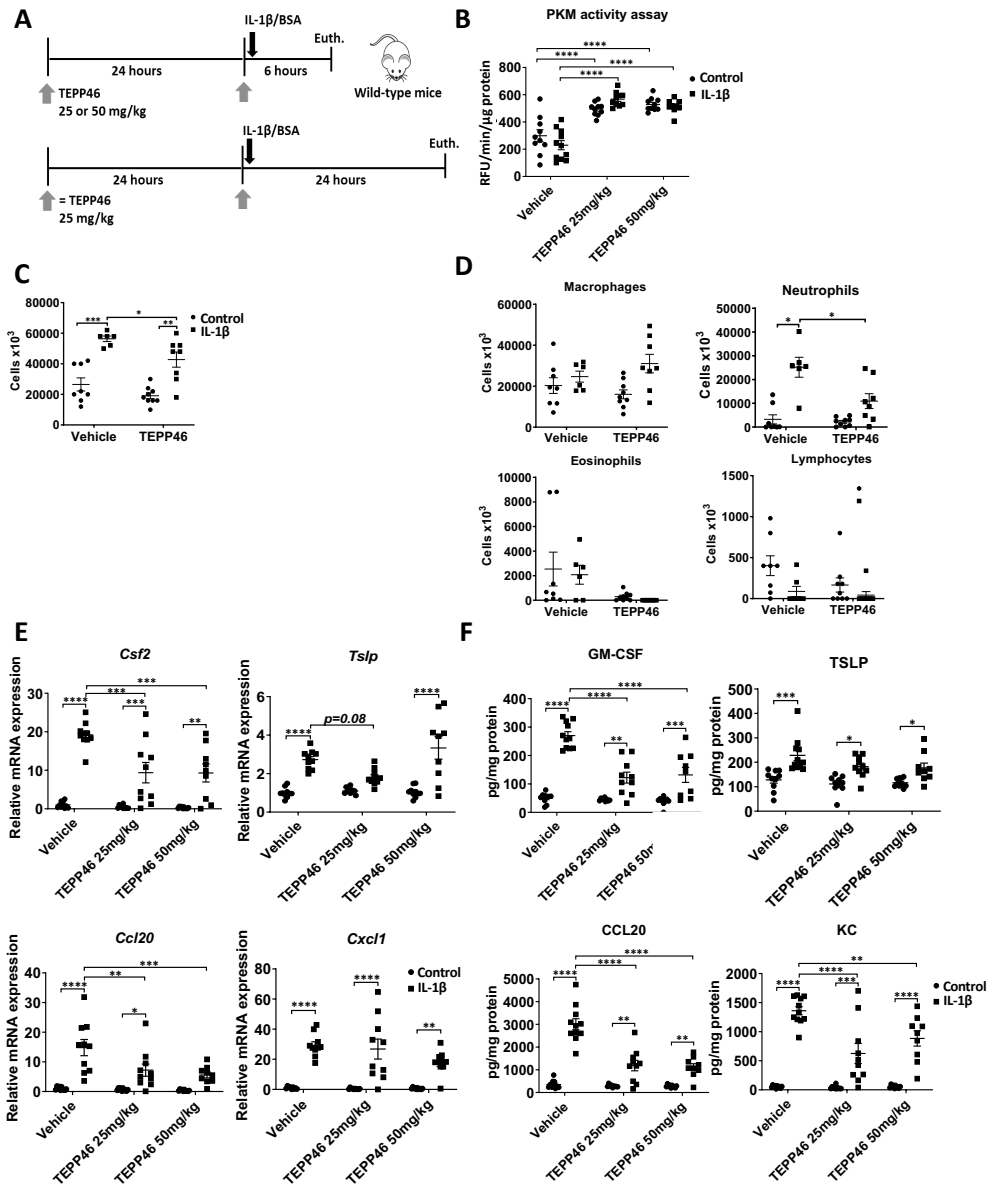 A
IL-1β/BSA
Euth.
24 hours
6 hours
TEPP46
25 or 50 mg/kg
Wild-type mice
IL-1β/BSA
Euth.
24 hours
24 hours
= TEPP46
25 mg/kg
B
PKM activity assay
RFU/min/µg protein
800
600
400
200
0
****
****
****
****
Control
IL-1β
Vehicle
TEPP46 25mg/kg
TEPP46 50mg/kg
C
Cells x10³
80000
60000
40000
20000
0
***
*
**
Control
IL-1β
Vehicle
TEPP46
D
Macrophages
Cells x10³
60000
40000
20000
0
Vehicle
TEPP46
Neutrophils
Cells x10³
50000
40000
30000
20000
10000
0
*
*
Vehicle
TEPP46
Eosinophils
Cells x10³
10000
8000
6000
4000
2000
0
Vehicle
TEPP46
Lymphocytes
Cells x10³
1500
1000
500
0
Vehicle
TEPP46
E
Csf2
Relative mRNA expression
30
20
10
0
****
***
***
***
**
Vehicle
TEPP46 25mg/kg
TEPP46 50mg/kg
Tslp
Relative mRNA expression
6
4
2
0
****
p=0.08
****
Vehicle
TEPP46 25mg/kg
TEPP46 50mg/kg
F
GM-CSF
pg/mg protein
400
300
200
100
0
****
****
****
**
***
Vehicle
TEPP46 25mg/kg
TEPP46 50m
TSLP
pg/mg protein
500
400
300
200
100
0
***
*
*
Vehicle
TEPP46 25mg/kg
TEPP46 50mg/kg
Ccl20
Relative mRNA expression
40
30
20
10
0
****
**
***
*
Vehicle
TEPP46 25mg/kg
TEPP46 50mg/kg
Cxcl1
Relative mRNA expression
80
60
40
20
0
****
****
**
Control
IL-1β
Vehicle
TEPP46 25mg/kg
TEPP46 50mg/kg
CCL20
pg/mg protein
5000
4000
3000
2000
1000
0
****
****
****
**
**
Vehicle
TEPP46 25mg/kg
TEPP46 50mg/kg
KC
pg/mg protein
2000
1500
1000
500
0
****
****
**
***
****
Control
IL-1β
Vehicle
TEPP46 25mg/kg
TEPP46 50mg/kg